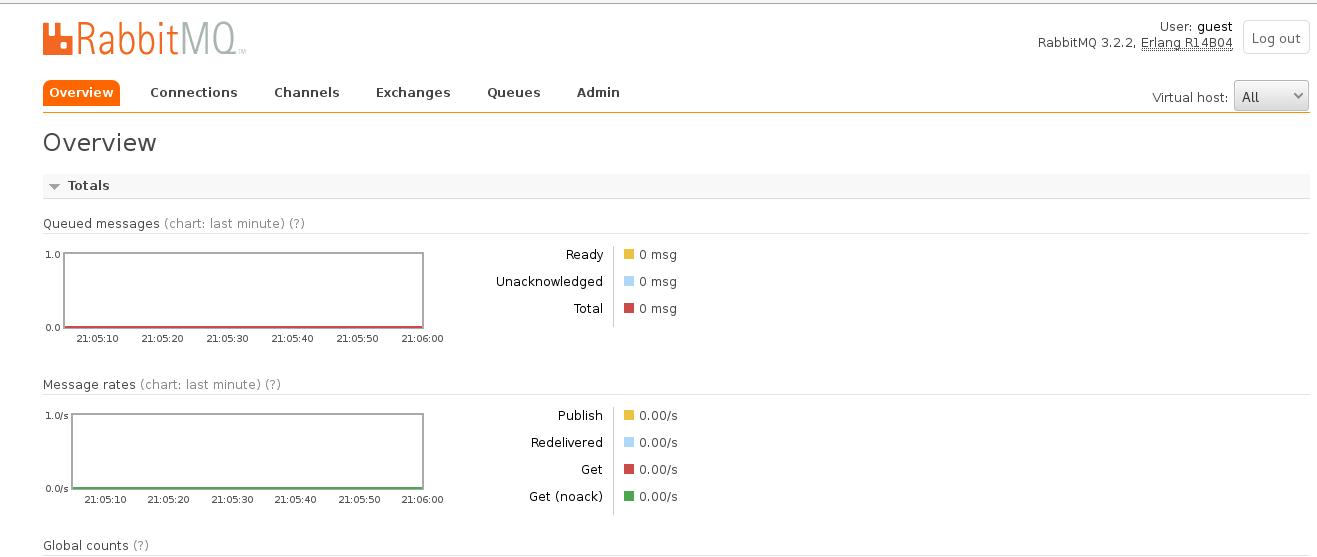 RabbitMQ™
User: guest
RabbitMQ 3.2.2, Erlang R14B04
Log out
Overview Connections Channels Exchanges Queues Admin
Virtual host: All
Overview
Totals
Queued messages (chart: last minute) (?)
1.0
0.0
21:05:10 21:05:20 21:05:30 21:05:40 21:05:50 21:06:00
Ready 0 msg
Unacknowledged 0 msg
Total 0 msg
Message rates (chart: last minute) (?)
1.0/s
0.0/s
21:05:10 21:05:20 21:05:30 21:05:40 21:05:50 21:06:00
Publish 0.00/s
Redelivered 0.00/s
Get 0.00/s
Get (noack) 0.00/s
Global counts (?)